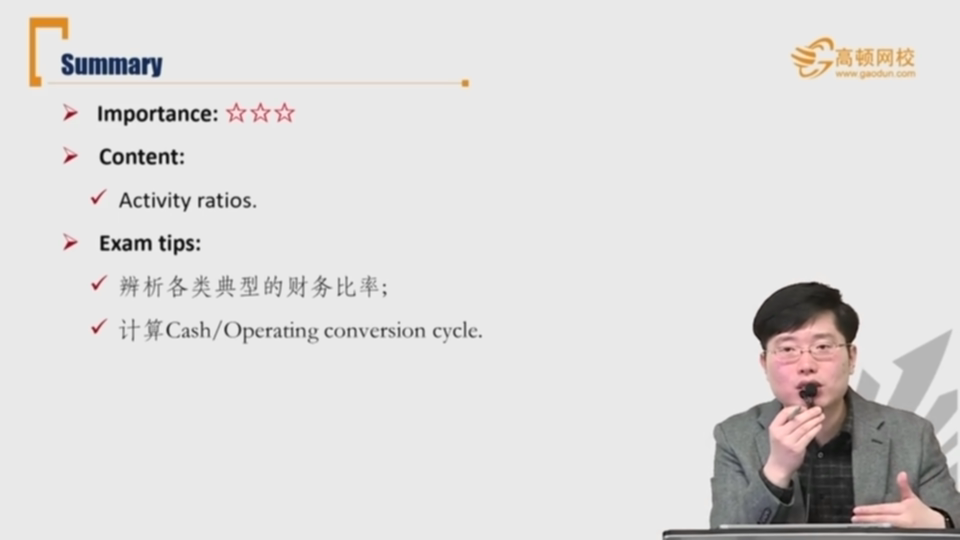 Summary
高顿网校
www.gaodun.com
Importance: ☆☆☆
Content:
Activity ratios.
Exam tips:
辨析各类典型的财务比率;
计算Cash/Operating conversion cycle.